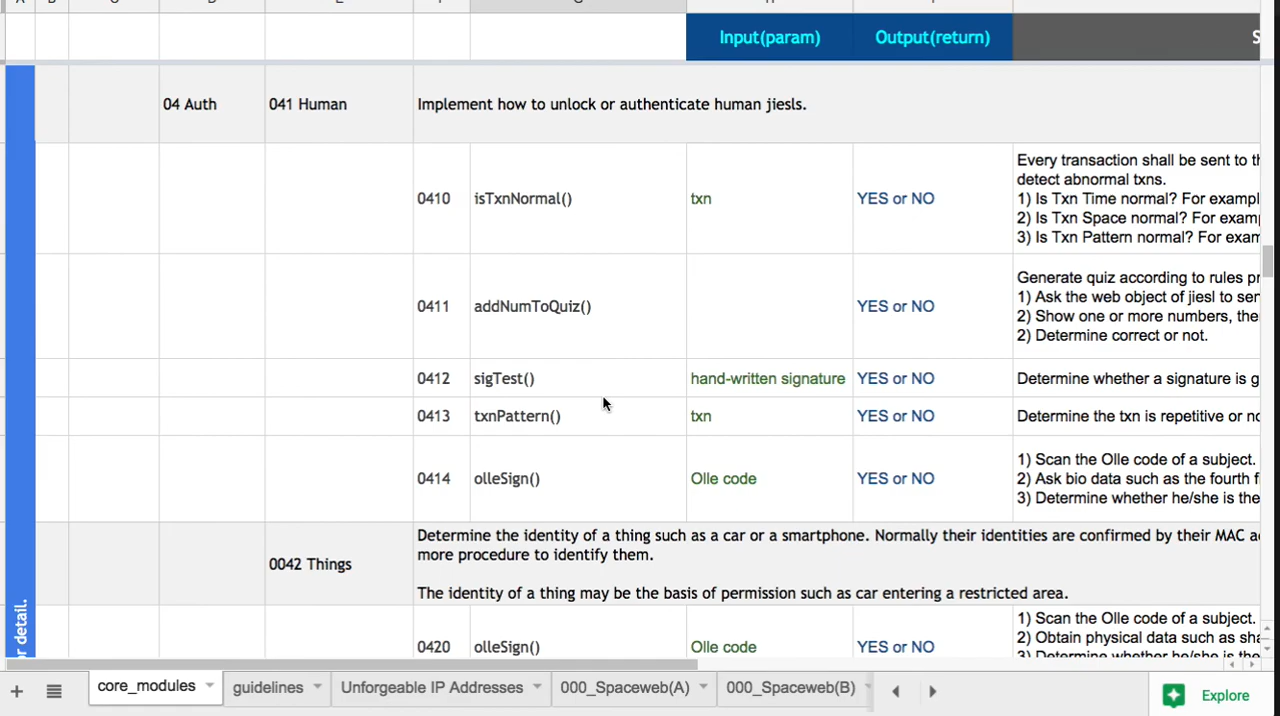 Input(param) Output(return) S
04 Auth 041 Human Implement how to unlock or authenticate human jiesls.
Every transaction shall be sent to th
detect abnormal txns.
0410 isTxnNormal() txn YES or NO 1) Is Txn Time normal? For exampl
2) Is Txn Space normal? For examp
3) Is Txn Pattern normal? For exam
Generate quiz according to rules pr
1) Ask the web object of jiesl to sen
0411 addNumToQuiz() YES or NO 2) Show one or more numbers, the
2) Determine correct or not.
0412 sigTest() hand-written signature YES or NO Determine whether a signature is g
0413 txnPattern() txn YES or NO Determine the txn is repetitive or no
1) Scan the Olle code of a subject.
0414 olleSign() Olle code YES or NO 2) Ask bio data such as the fourth f
3) Determine whether he/she is the
Determine the identity of a thing such as a car or a smartphone. Normally their identities are confirmed by their MAC a
0042 Things more procedure to identify them.
The identity of a thing may be the basis of permission such as car entering a restricted area.
1) Scan the Olle code of a subject.
2) Obtain physical data such as sha
0420 olleSign() Olle code YES or NO
3) Determine whether he/she is the
or detail.
core_modules guidelines Unforgeable IP Addresses 000_Spaceweb(A) 000_Spaceweb(B) Explore